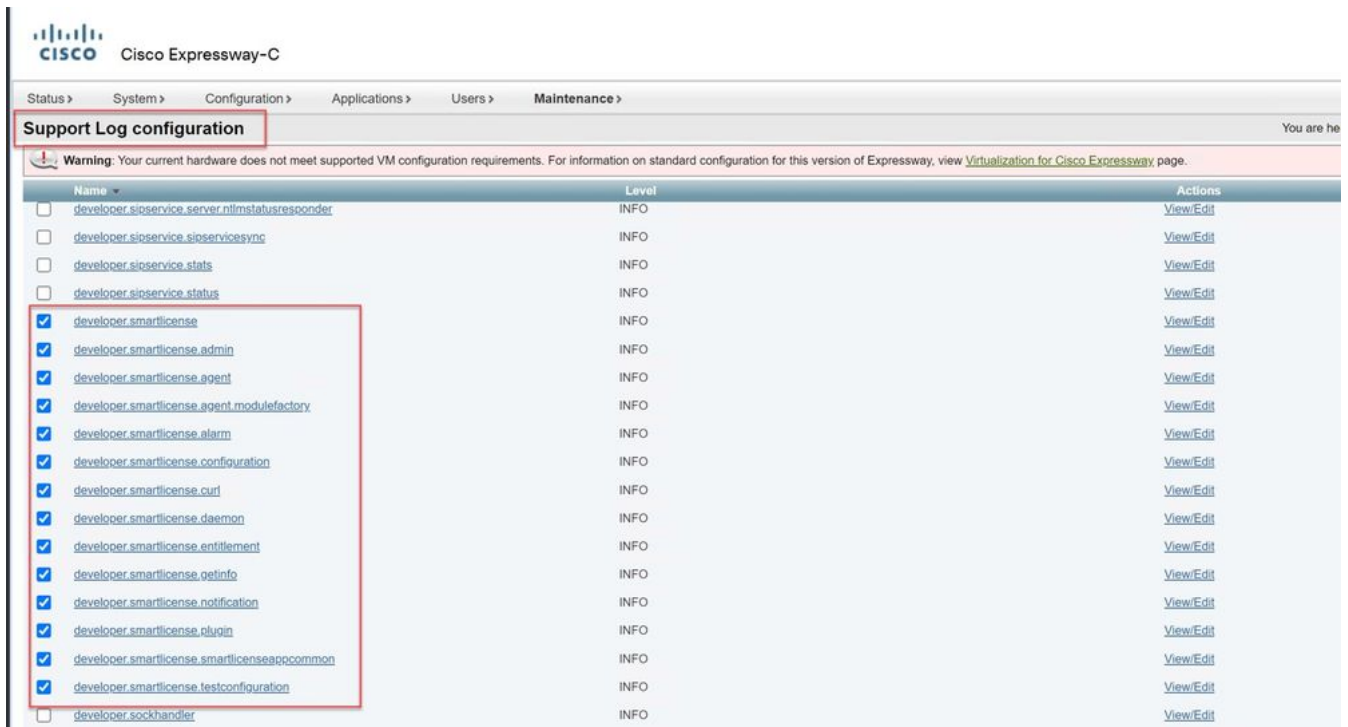 CISCO Cisco Expressway-C
Status > System > Configuration > Applications > Users > Maintenance >
Support Log configuration You are he
Warning: Your current hardware does not meet supported VM configuration requirements. For information on standard configuration for this version of Expressway, view Virtualization for Cisco Expressway page.
Name Level Actions
developer.sipservice.server.ntlmstatusresponder INFO View/Edit
developer.sipservice.sipservicesync INFO View/Edit
developer.sipservice.stats INFO View/Edit
developer.sipservice.status INFO View/Edit
developer.smartlicense INFO View/Edit
developer.smartlicense.admin INFO View/Edit
developer.smartlicense.agent INFO View/Edit
developer.smartlicense.agent.modulefactory INFO View/Edit
developer.smartlicense.alarm INFO View/Edit
developer.smartlicense.configuration INFO View/Edit
developer.smartlicense.curl INFO View/Edit
developer.smartlicense.daemon INFO View/Edit
developer.smartlicense.entitlement INFO View/Edit
developer.smartlicense.getinfo INFO View/Edit
developer.smartlicense.notification INFO View/Edit
developer.smartlicense.plugin INFO View/Edit
developer.smartlicense.smartlicenseappcommon INFO View/Edit
developer.smartlicense.testconfiguration INFO View/Edit
developer.sockhandler INFO View/Edit